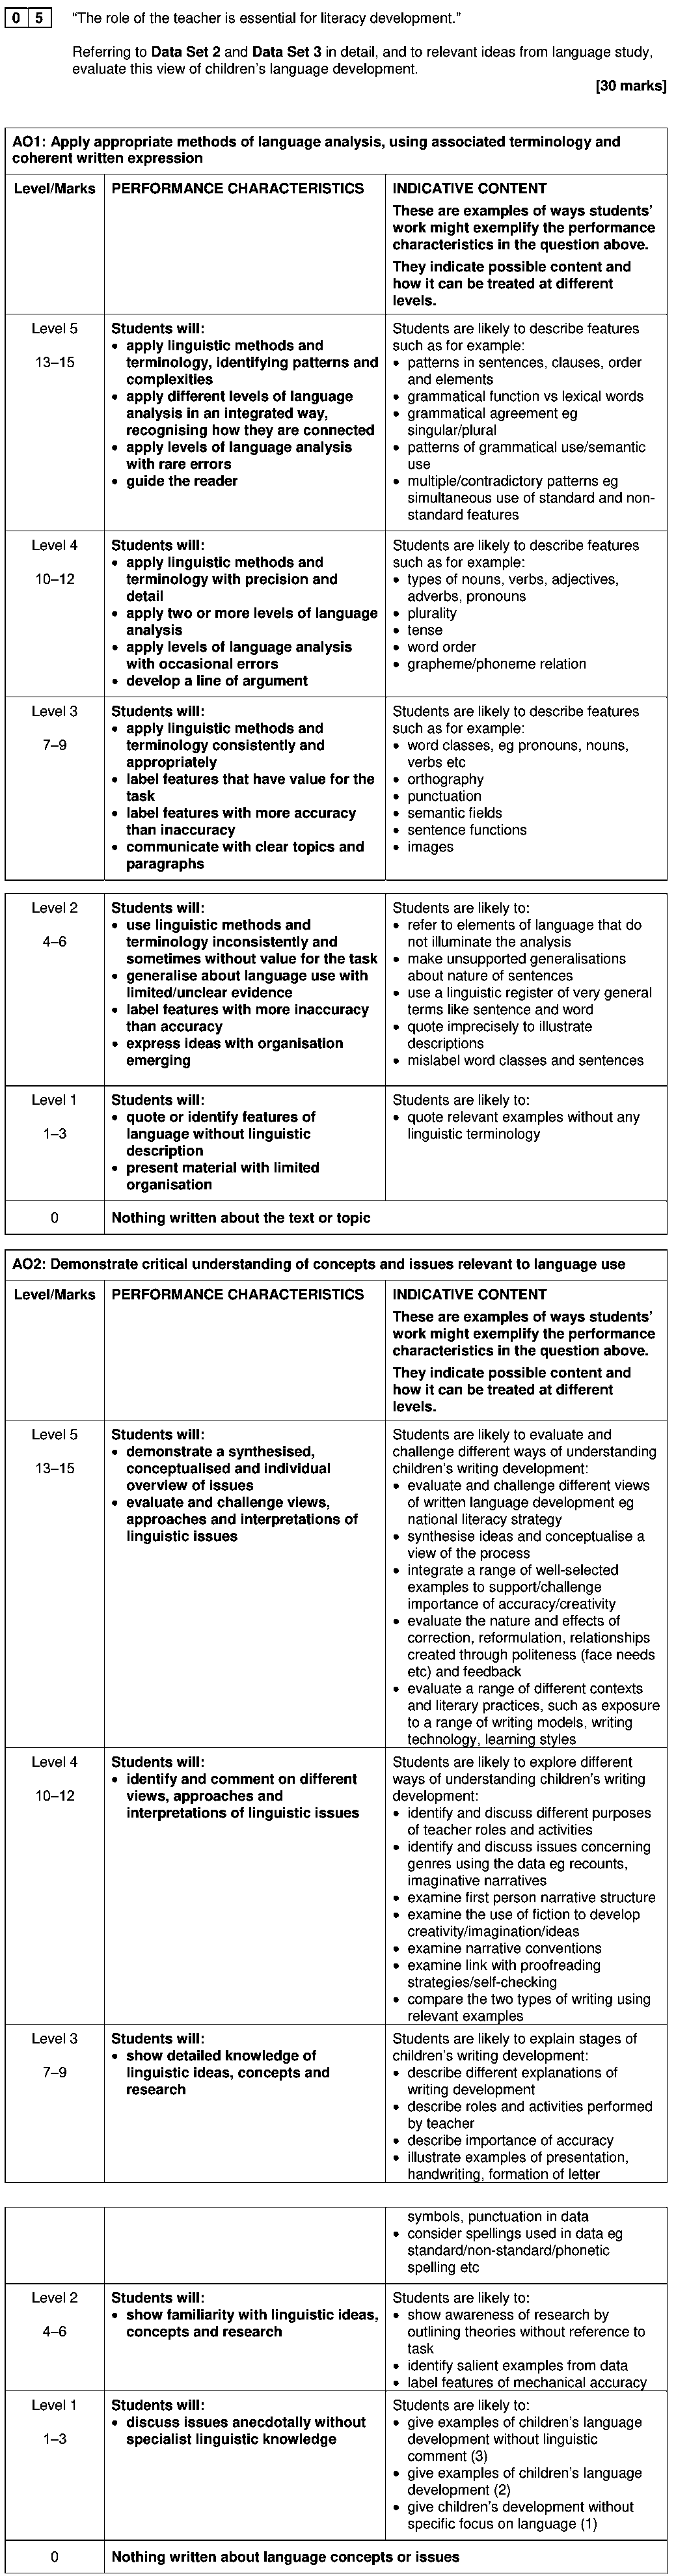 0 5 “The role of the teacher is essential for literacy development.”
Referring to Data Set 2 and Data Set 3 in detail, and to relevant ideas from language study,
evaluate this view of children’s language development.
[30 marks]
AO1: Apply appropriate methods of language analysis, using associated terminology and
coherent written expression
Level/Marks PERFORMANCE CHARACTERISTICS INDICATIVE CONTENT
These are examples of ways students’
work might exemplify the performance
characteristics in the question above.
They indicate possible content and
how it can be treated at different
levels.
Level 5
13–15
Students will:
• apply linguistic methods and
terminology, identifying patterns and
complexities
• apply different levels of language
analysis in an integrated way,
recognising how they are connected
• apply levels of language analysis
with rare errors
• guide the reader
Students are likely to describe features
such as for example:
• patterns in sentences, clauses, order
and elements
• grammatical function vs lexical words
• grammatical agreement eg
singular/plural
• patterns of grammatical use/semantic
use
• multiple/contradictory patterns eg
simultaneous use of standard and non-
standard features
Level 4
10–12
Students will:
• apply linguistic methods and
terminology with precision and
detail
• apply two or more levels of language
analysis
• apply levels of language analysis
with occasional errors
• develop a line of argument
Students are likely to describe features
such as for example:
• types of nouns, verbs, adjectives,
adverbs, pronouns
• plurality
• tense
• word order
• grapheme/phoneme relation
Level 3
7–9
Students will:
• apply linguistic methods and
terminology consistently and
appropriately
• label features that have value for the
task
• label features with more accuracy
than inaccuracy
• communicate with clear topics and
paragraphs
Students are likely to describe features
such as for example:
• word classes, eg pronouns, nouns,
verbs etc
• orthography
• punctuation
• semantic fields
• sentence functions
• images
Level 2
4–6
Students will:
• use linguistic methods and
terminology inconsistently and
sometimes without value for the task
• generalise about language use with
limited/unclear evidence
• label features with more inaccuracy
than accuracy
• express ideas with organisation
emerging
Students are likely to:
• refer to elements of language that do
not illuminate the analysis
• make unsupported generalisations
about nature of sentences
• use a linguistic register of very general
terms like sentence and word
• quote imprecisely to illustrate
descriptions
• mislabel word classes and sentences
Level 1
1–3
Students will:
• quote or identify features of
language without linguistic
description
• present material with limited
organisation
Students are likely to:
• quote relevant examples without any
linguistic terminology
0 Nothing written about the text or topic
AO2: Demonstrate critical understanding of concepts and issues relevant to language use
Level/Marks PERFORMANCE CHARACTERISTICS INDICATIVE CONTENT
These are examples of ways students’
work might exemplify the performance
characteristics in the question above.
They indicate possible content and
how it can be treated at different
levels.
Level 5
13–15
Students will:
• demonstrate a synthesised,
conceptualised and individual
overview of issues
• evaluate and challenge views,
approaches and interpretations of
linguistic issues
Students are likely to evaluate and
challenge different ways of understanding
children’s writing development:
• evaluate and challenge different views
of written language development eg
national literacy strategy
• synthesise ideas and conceptualise a
view of the process
• integrate a range of well-selected
examples to support/challenge
importance of accuracy/creativity
• evaluate the nature and effects of
correction, reformulation, relationships
created through politeness (face needs
etc) and feedback
• evaluate a range of different contexts
and literary practices, such as exposure
to a range of writing models, writing
technology, learning styles
Level 4
10–12
Students will:
• identify and comment on different
views, approaches and
interpretations of linguistic issues
Students are likely to explore different
ways of understanding children’s writing
development:
• identify and discuss different purposes
of teacher roles and activities
• identify and discuss issues concerning
genres using the data eg recounts,
imaginative narratives
• examine first person narrative structure
• examine the use of fiction to develop
creativity/imagination/ideas
• examine narrative conventions
• examine link with proofreading
strategies/self-checking
• compare the two types of writing using
relevant examples
Level 3
7–9
Students will:
• show detailed knowledge of
linguistic ideas, concepts and
research
Students are likely to explain stages of
children’s writing development:
• describe different explanations of
writing development
• describe roles and activities performed
by teacher
• describe importance of accuracy
• illustrate examples of presentation,
handwriting, formation of letter
symbols, punctuation in data
• consider spellings used in data eg
standard/non-standard/phonetic
spelling etc
Level 2
4–6
Students will:
• show familiarity with linguistic ideas,
concepts and research
Students are likely to:
• show awareness of research by
outlining theories without reference to
task
• identify salient examples from data
• label features of mechanical accuracy
Level 1
1–3
Students will:
• discuss issues anecdotally without
specialist linguistic knowledge
Students are likely to:
• give examples of children’s language
development without linguistic
comment (3)
• give examples of children’s language
development (2)
• give children’s development without
specific focus on language (1)
0 Nothing written about language concepts or issues